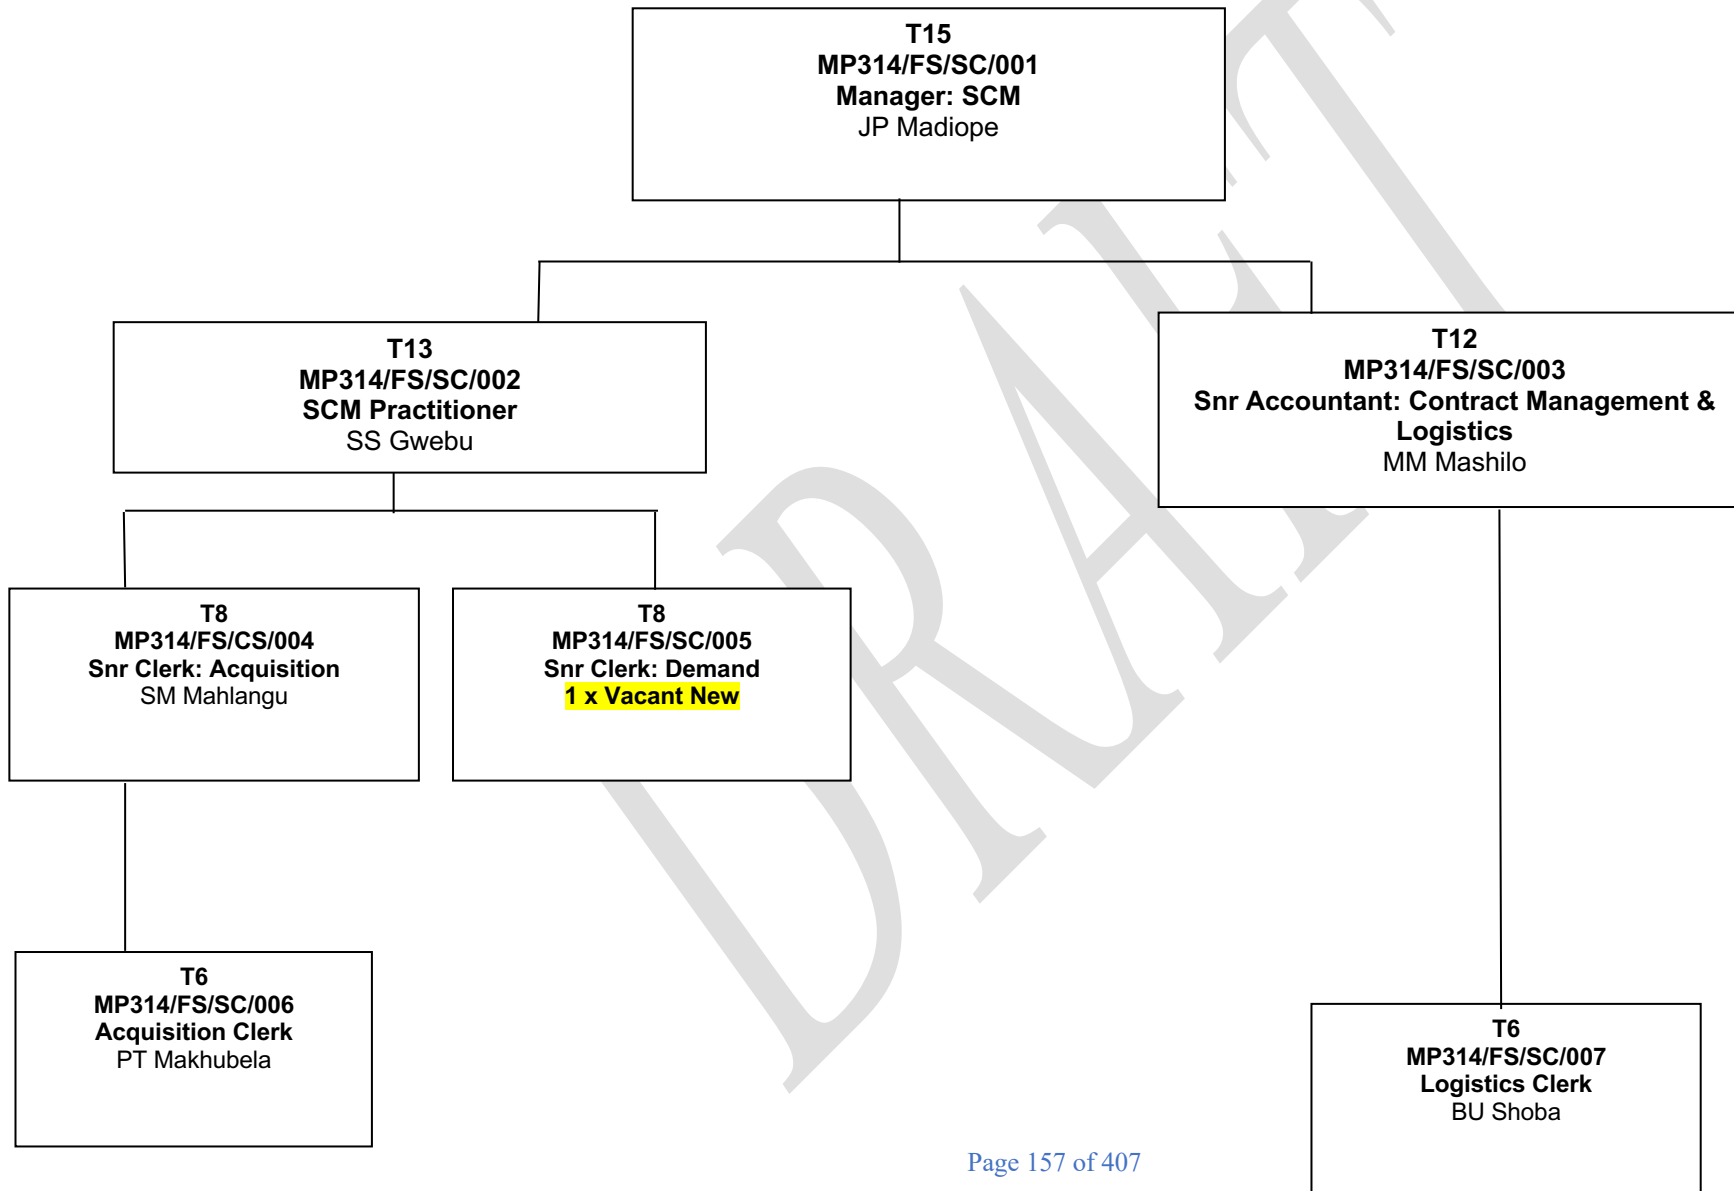 T15
MP314/FS/SC/001
Manager: SCM
JP Madiope
T13
MP314/FS/SC/002
SCM Practitioner
SS Gwebu
T12
MP314/FS/SC/003
Snr Accountant: Contract Management &
Logistics
MM Mashilo
T8
MP314/FS/CS/004
Snr Clerk: Acquisition
SM Mahlangu
T8
MP314/FS/SC/005
Snr Clerk: Demand
1 x Vacant New
T6
MP314/FS/SC/006
Acquisition Clerk
PT Makhubela
T6
MP314/FS/SC/007
Logistics Clerk
BU Shoba
DRAFT
Page 157 of 407